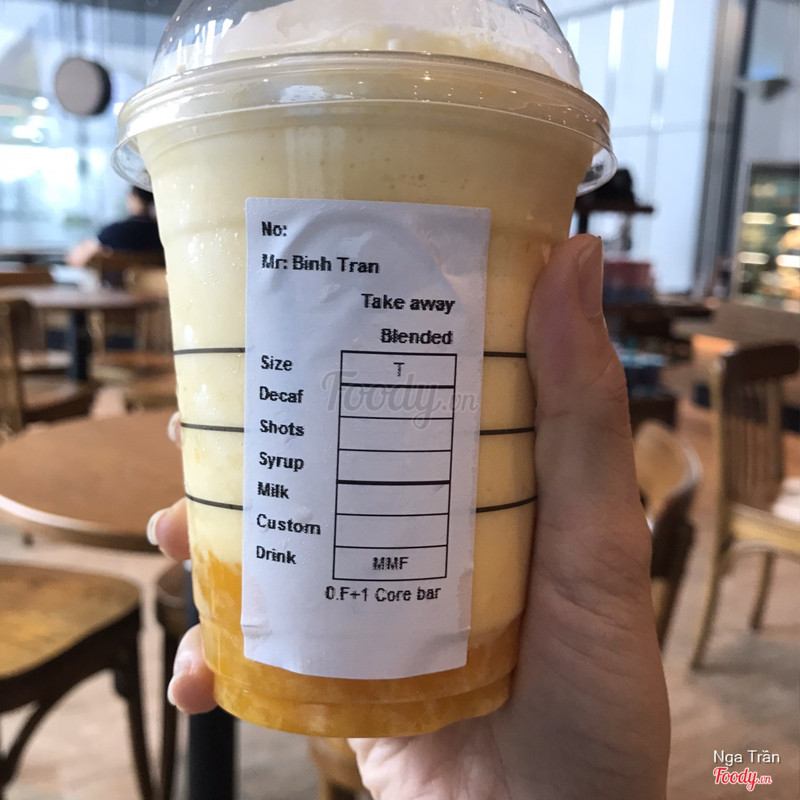 No:
Mr: Binh Tran
Take away
Blended
Size T
Decaf
Foody.vn
Shots
Syrup
Milk
Custom
Drink MMF
0.F+1 Core bar
Nga Trần
Foody.vn